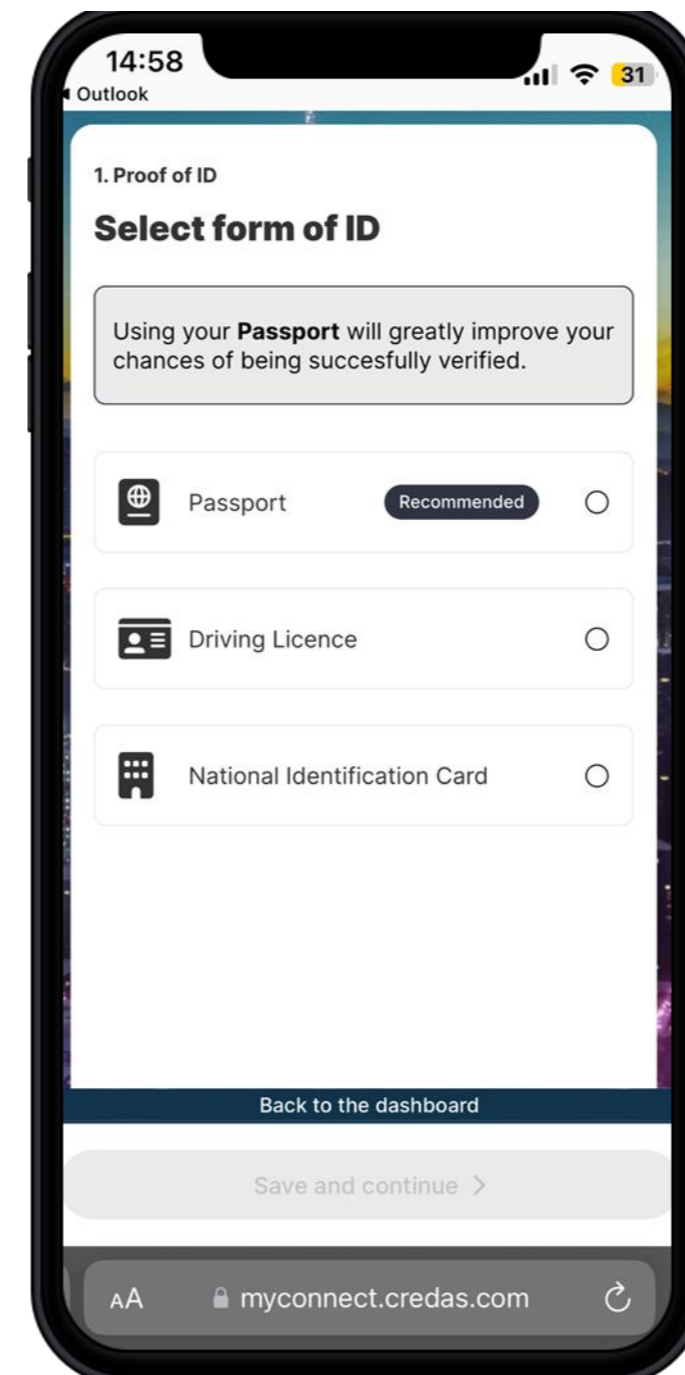 14:58
31
Outlook
1. Proof of ID
Select form of ID
Using your Passport will greatly improve your
chances of being succesfully verified.
Passport
Recommended
Driving Licence
National Identification Card
Back to the dashboard
Save and continue >
AA
myconnect.credas.com